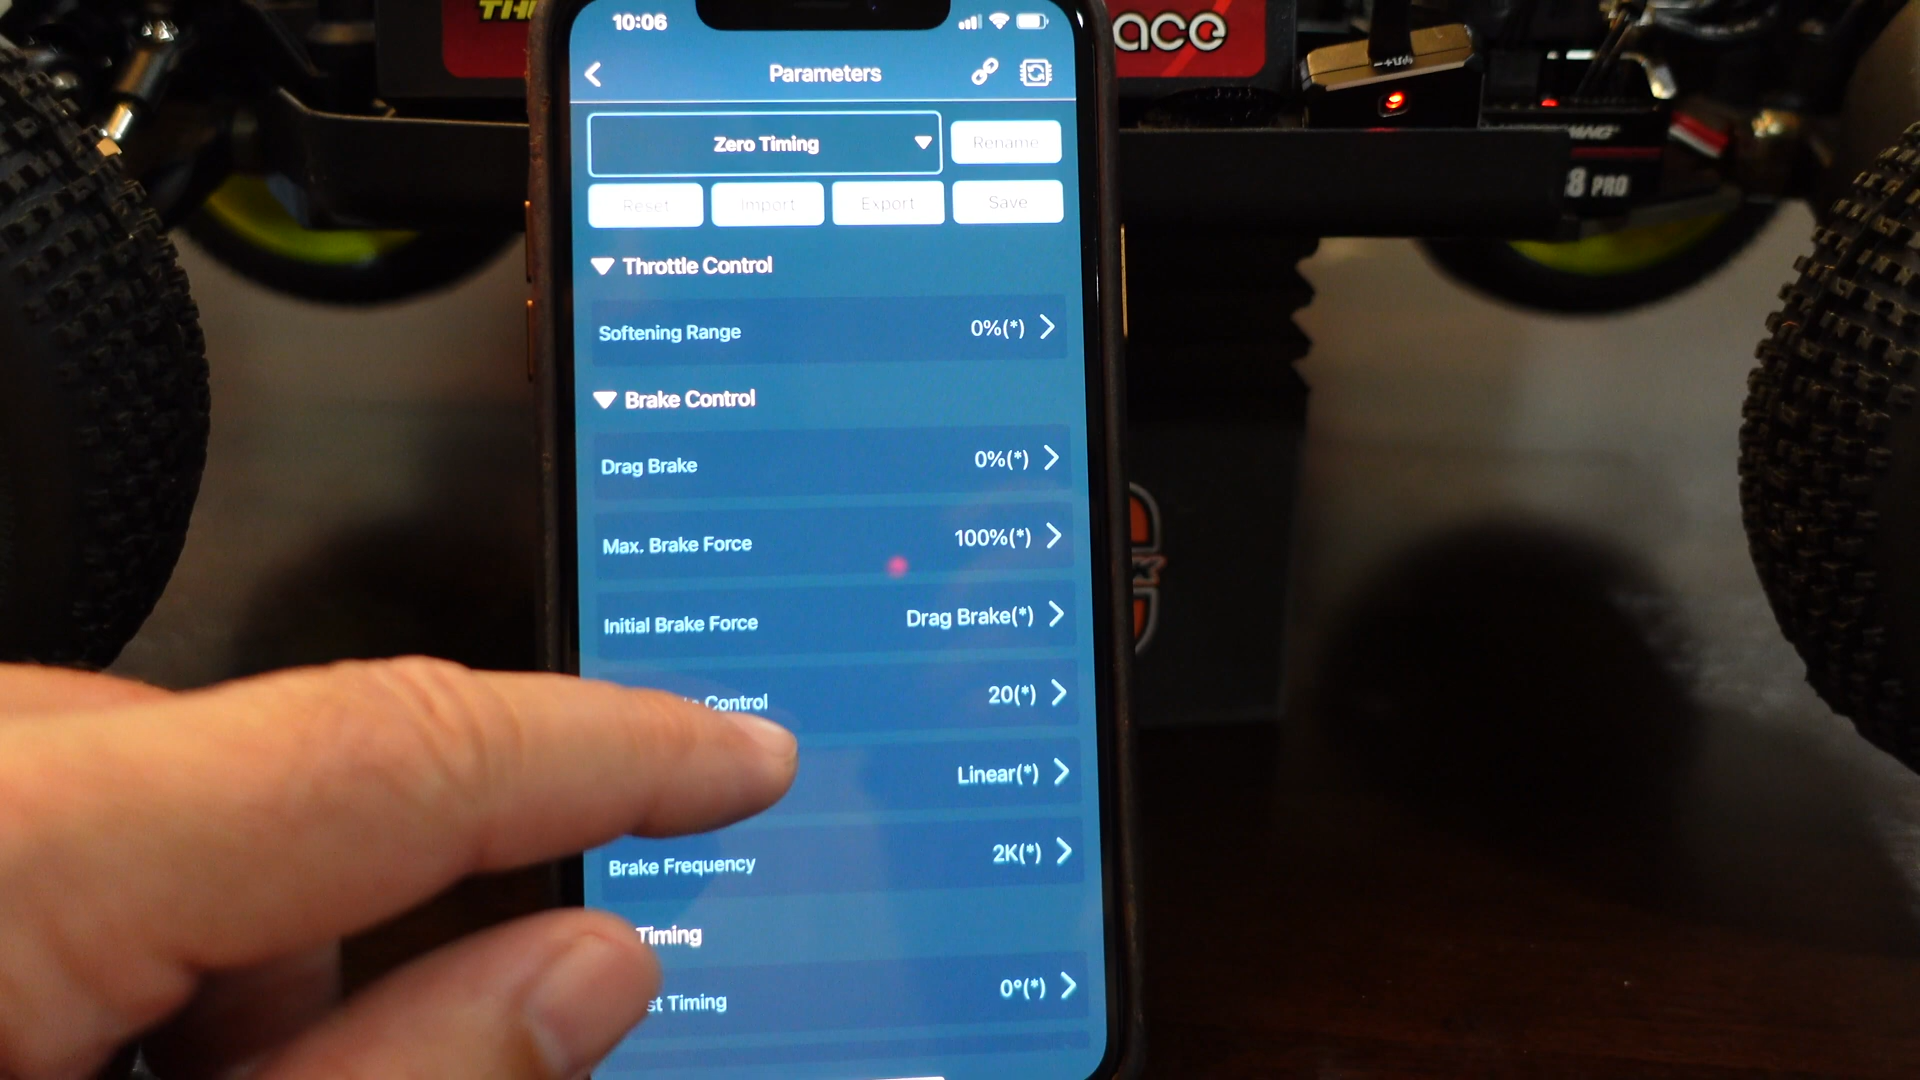 10:06
Parameters
Zero Timing
Rename
Reset
Import
Export
Save
Throttle Control
Softening Range
0%(*)
Brake Control
Drag Brake
0%(*)
Max. Brake Force
100%(*)
Initial Brake Force
Drag Brake(*)
Control
20(*)
Linear(*)
Brake Frequency
2K(*)
Timing
Timing
0°(*)
ace
8 PRO